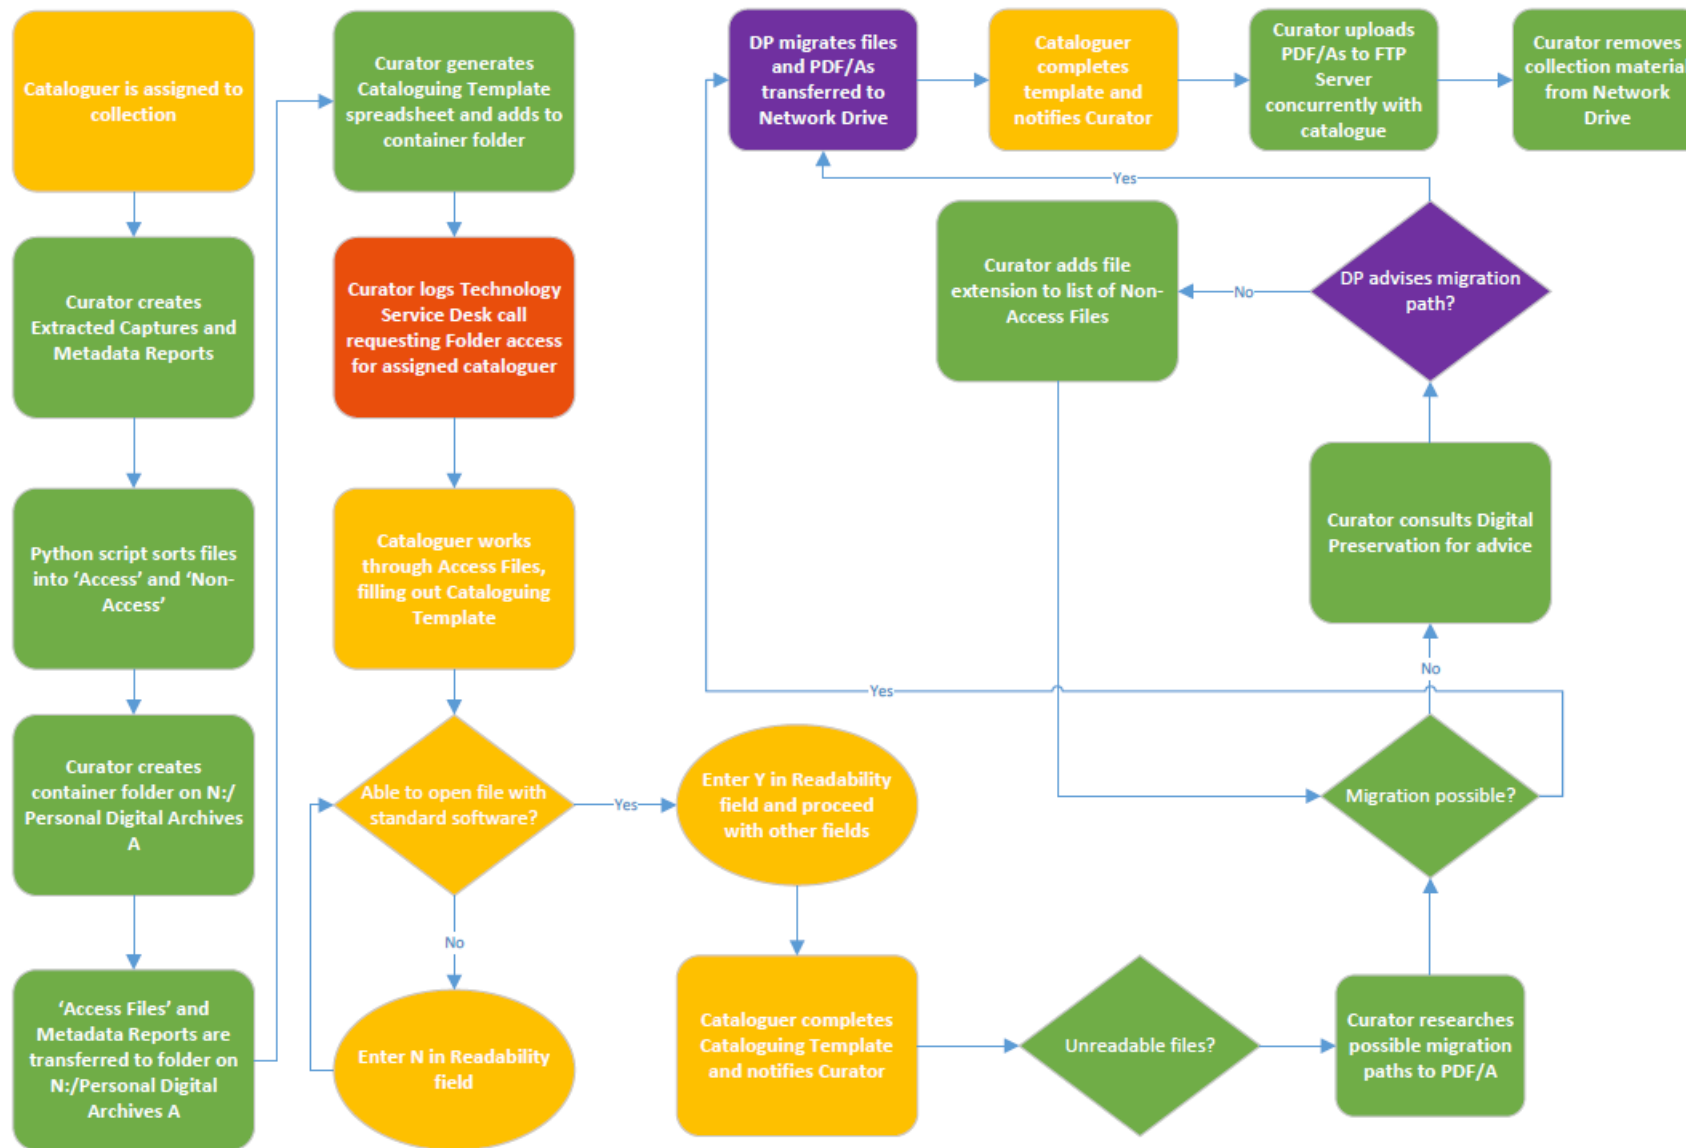 Cataloguer is assigned to
collection
Curator creates
Extracted Captures and
Metadata Reports
Python script sorts files
into ‘Access’ and ‘Non-
Access’
Curator creates
container folder on N:/
Personal Digital Archives
A
‘Access Files’ and
Metadata Reports are
transferred to folder on
N:/Personal Digital
Archives A
Curator generates
Cataloguing Template
spreadsheet and adds to
container folder
Curator logs Technology
Service Desk call
requesting Folder access
for assigned cataloguer
Cataloguer works
through Access Files,
filling out Cataloguing
Template
Able to open file with
standard software?
Yes
No
Enter N in Readability
field
Enter Y in Readability
field and proceed
with other fields
Cataloguer completes
Cataloguing Template
and notifies Curator
Unreadable files?
Curator researches
possible migration
paths to PDF/A
Migration possible?
Yes
No
Curator consults Digital
Preservation for advice
DP advises migration
path?
No
Yes
Curator adds file
extension to list of Non-
Access Files
DP migrates files
and PDF/As
transferred to
Network Drive
Cataloguer
completes
template and
notifies Curator
Curator uploads
PDF/As to FTP
Server
concurrently with
catalogue
Curator removes
collection material
from Network
Drive